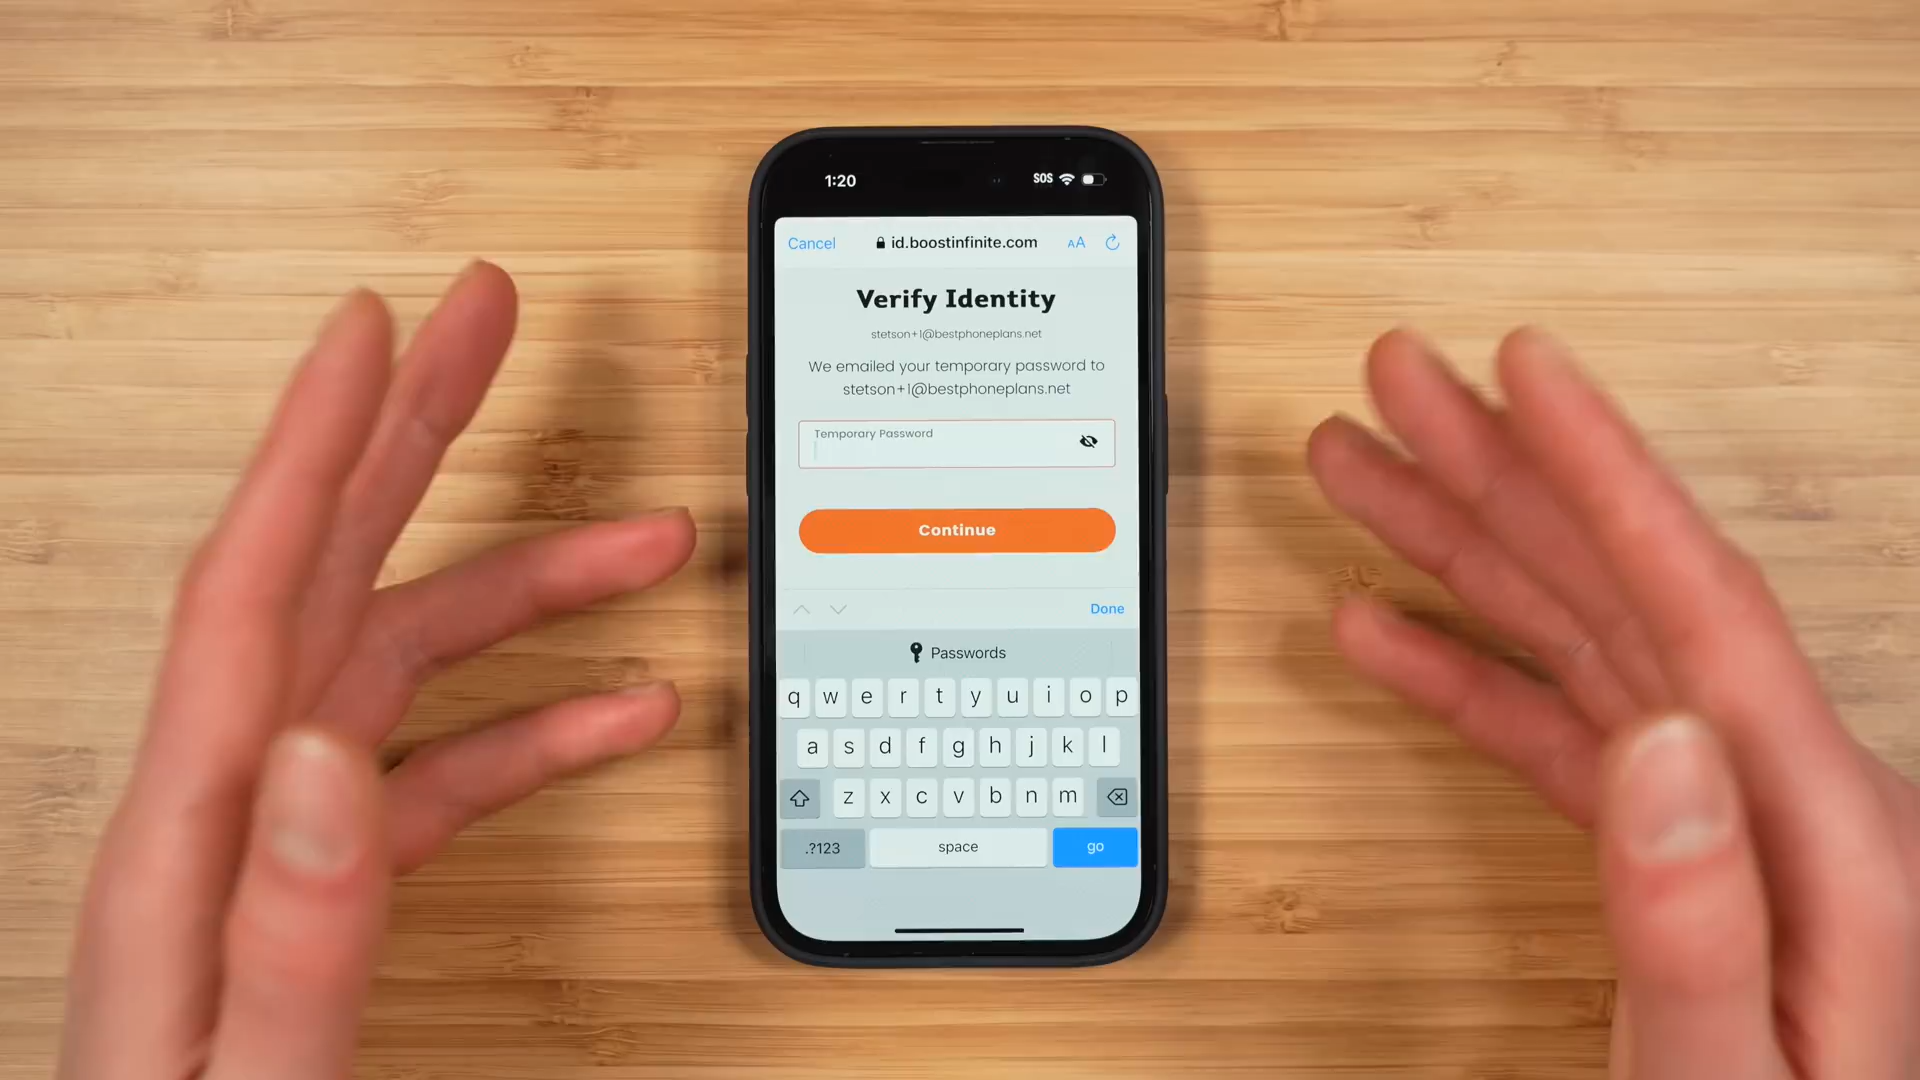 1:20
SOS
Cancel
id.boostinfinite.com
AA
Verify Identity
stetson+1@bestphoneplans.net
We emailed your temporary password to
stetson+1@bestphoneplans.net
Temporary Password
Continue
Done
Passwords
q w e r t y u i o p
a s d f g h j k l
z x c v b n m
.?123
space
go